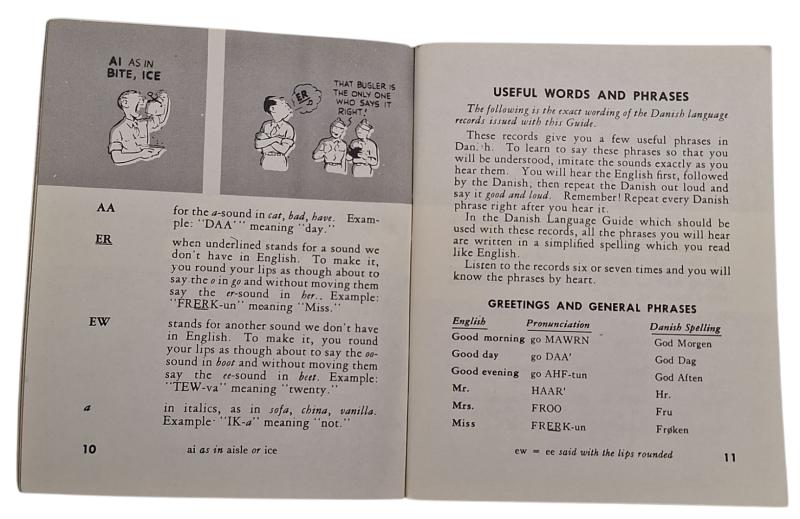 AI AS IN
BITE, ICE
ER
THAT BUGLER IS
THE ONLY ONE
WHO SAYS IT
RIGHT!
AA for the a-sound in cat, bad, have. Exam-
ple: "DAA'" meaning "day."
ER when underlined stands for a sound we
don't have in English. To make it,
you round your lips as though about to
say the o in go and without moving them
say the er-sound in her.. Example:
"FRERK-un" meaning "Miss."
EW stands for another sound we don't have
in English. To make it, you round
your lips as though about to say the oo-
sound in boot and without moving them
say the ee-sound in beet. Example:
"TEW-va" meaning "twenty."
a in italics, as in sofa, china, vanilla.
Example: "IK-a" meaning "not."
10 ai as in aisle or ice
USEFUL WORDS AND PHRASES
The following is the exact wording of the Danish language
records issued with this Guide.
These records give you a few useful phrases in
Dan. h. To learn to say these phrases so that you
will be understood, imitate the sounds exactly as you
hear them. You will hear the English first, followed
by the Danish, then repeat the Danish out loud and
say it good and loud. Remember! Repeat every Danish
phrase right after you hear it.
In the Danish Language Guide which should be
used with these records, all the phrases you will hear
are written in a simplified spelling which you read
like English.
Listen to the records six or seven times and you will
know the phrases by heart.
GREETINGS AND GENERAL PHRASES
English Pronunciation Danish Spelling
Good morning go MAWRN God Morgen
Good day go DAA' God Dag
Good evening go AHF-tun God Aften
Mr. HAAR' Hr.
Mrs. FROO Fru
Miss FRERK-un Frøken
ew = ee said with the lips rounded 11